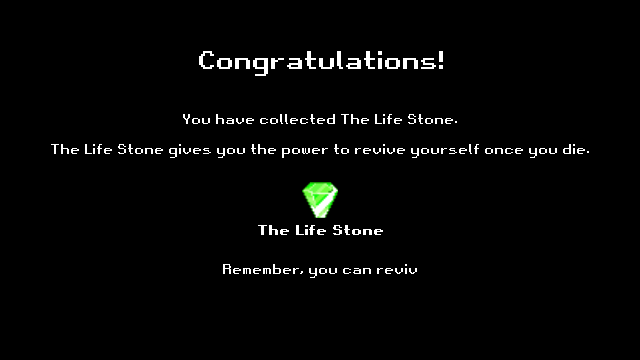 Congratulations!
You have collected The Life Stone.
The Life Stone gives you the power to revive yourself once you die.
The Life Stone
Remember, you can reviv